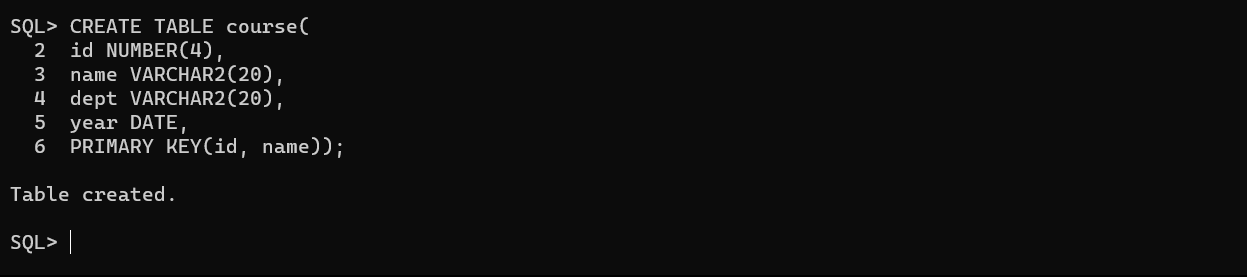 SQL> CREATE TABLE course(
  2  id NUMBER(4),
  3  name VARCHAR2(20),
  4  dept VARCHAR2(20),
  5  year DATE,
  6  PRIMARY KEY(id, name));
Table created.
SQL>